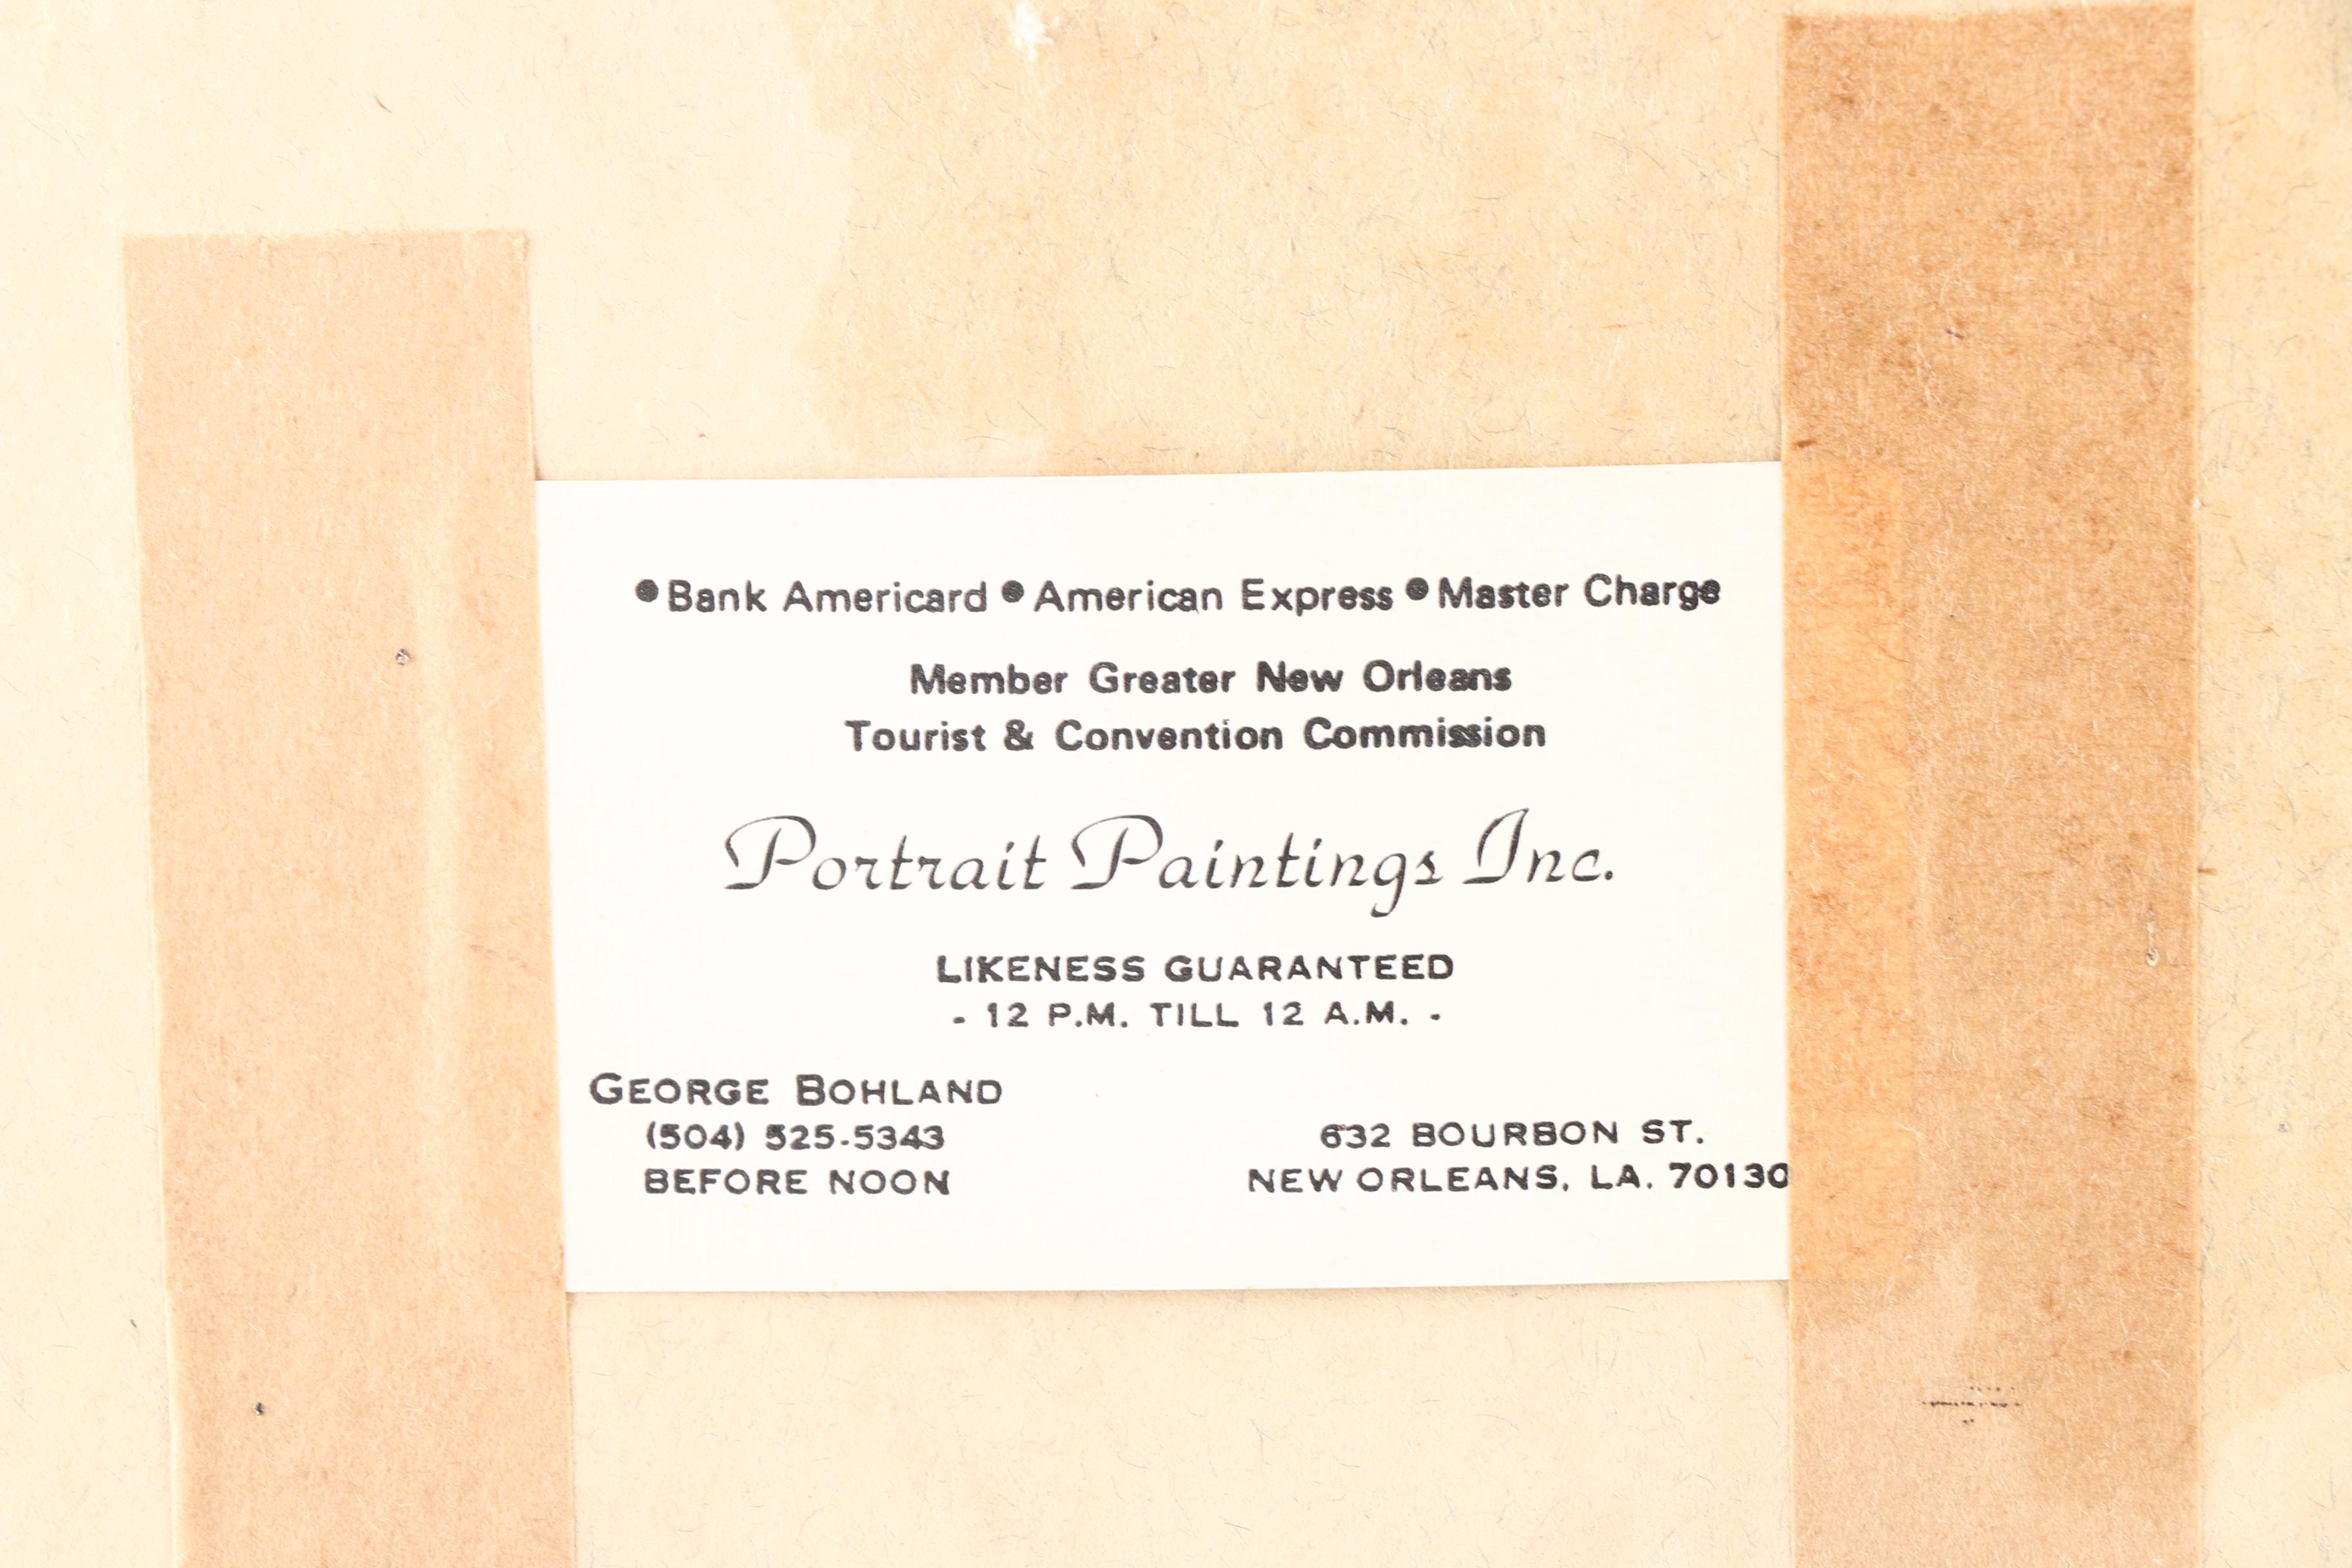 ● Bank Americard ● American Express ● Master Charge
Member Greater New Orleans
Tourist & Convention Commission
Portrait Paintings Inc.
LIKENESS GUARANTEED
- 12 P.M. TILL 12 A.M. -
GEORGE BOHLAND
(504) 525-5343
BEFORE NOON
632 BOURBON ST.
NEW ORLEANS, LA. 70130